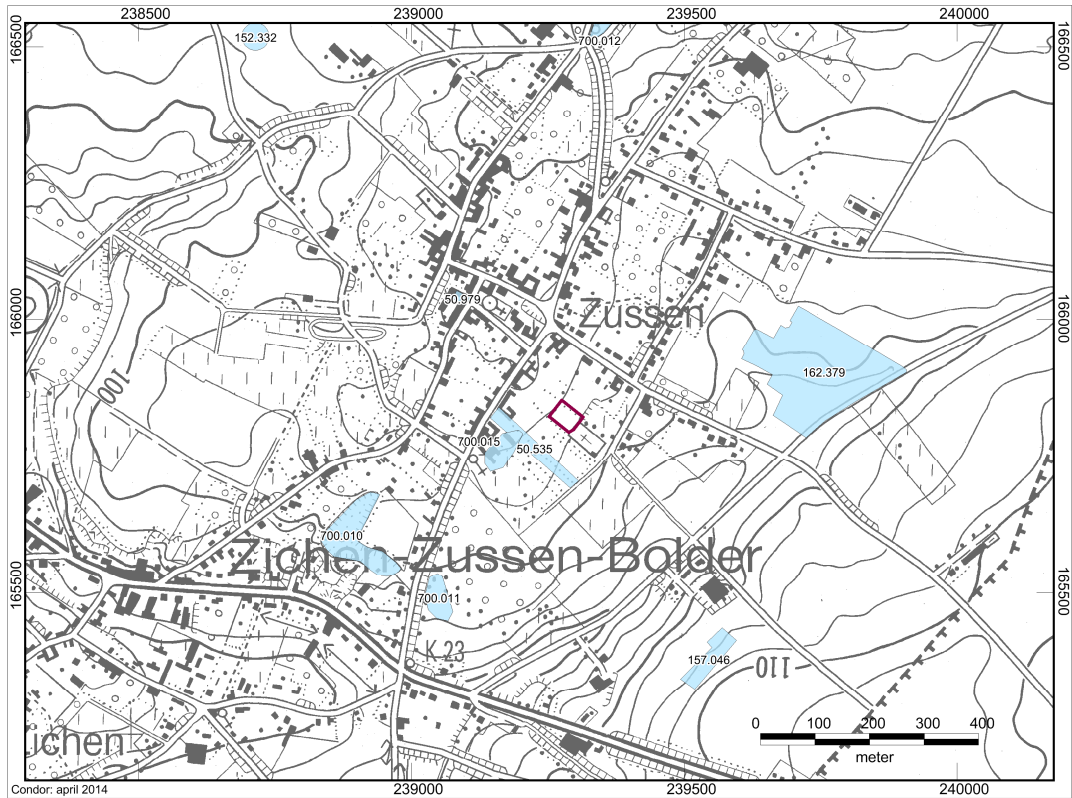 238500 239000 239500 240000
166500 166500
152.332 700.012
50.979
166000 Zussen 166000
100
162.379
700.015
50.535
700.010
Zichen-Zussen-Bolder
165500 700.011 165500
K 23
157.046
110
ichen
0 100 200 300 400
meter
Condor: april 2014
239000 239500 240000